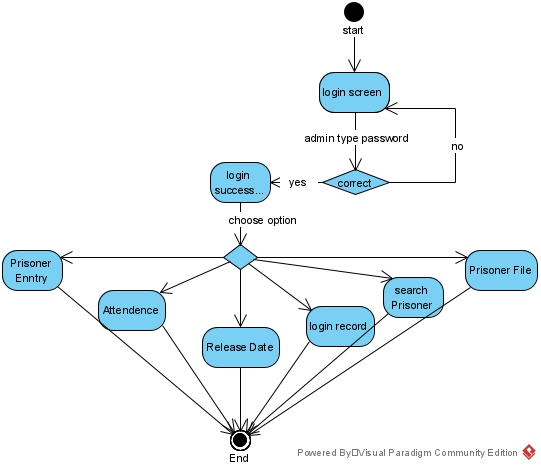 start
login screen
admin type password
no
correct
yes
login
success...
choose option
Prisoner
Enntry
Prisoner File
search
Prisoner
Attendence
login record
Release Date
End
Powered By Visual Paradigm Community Edition